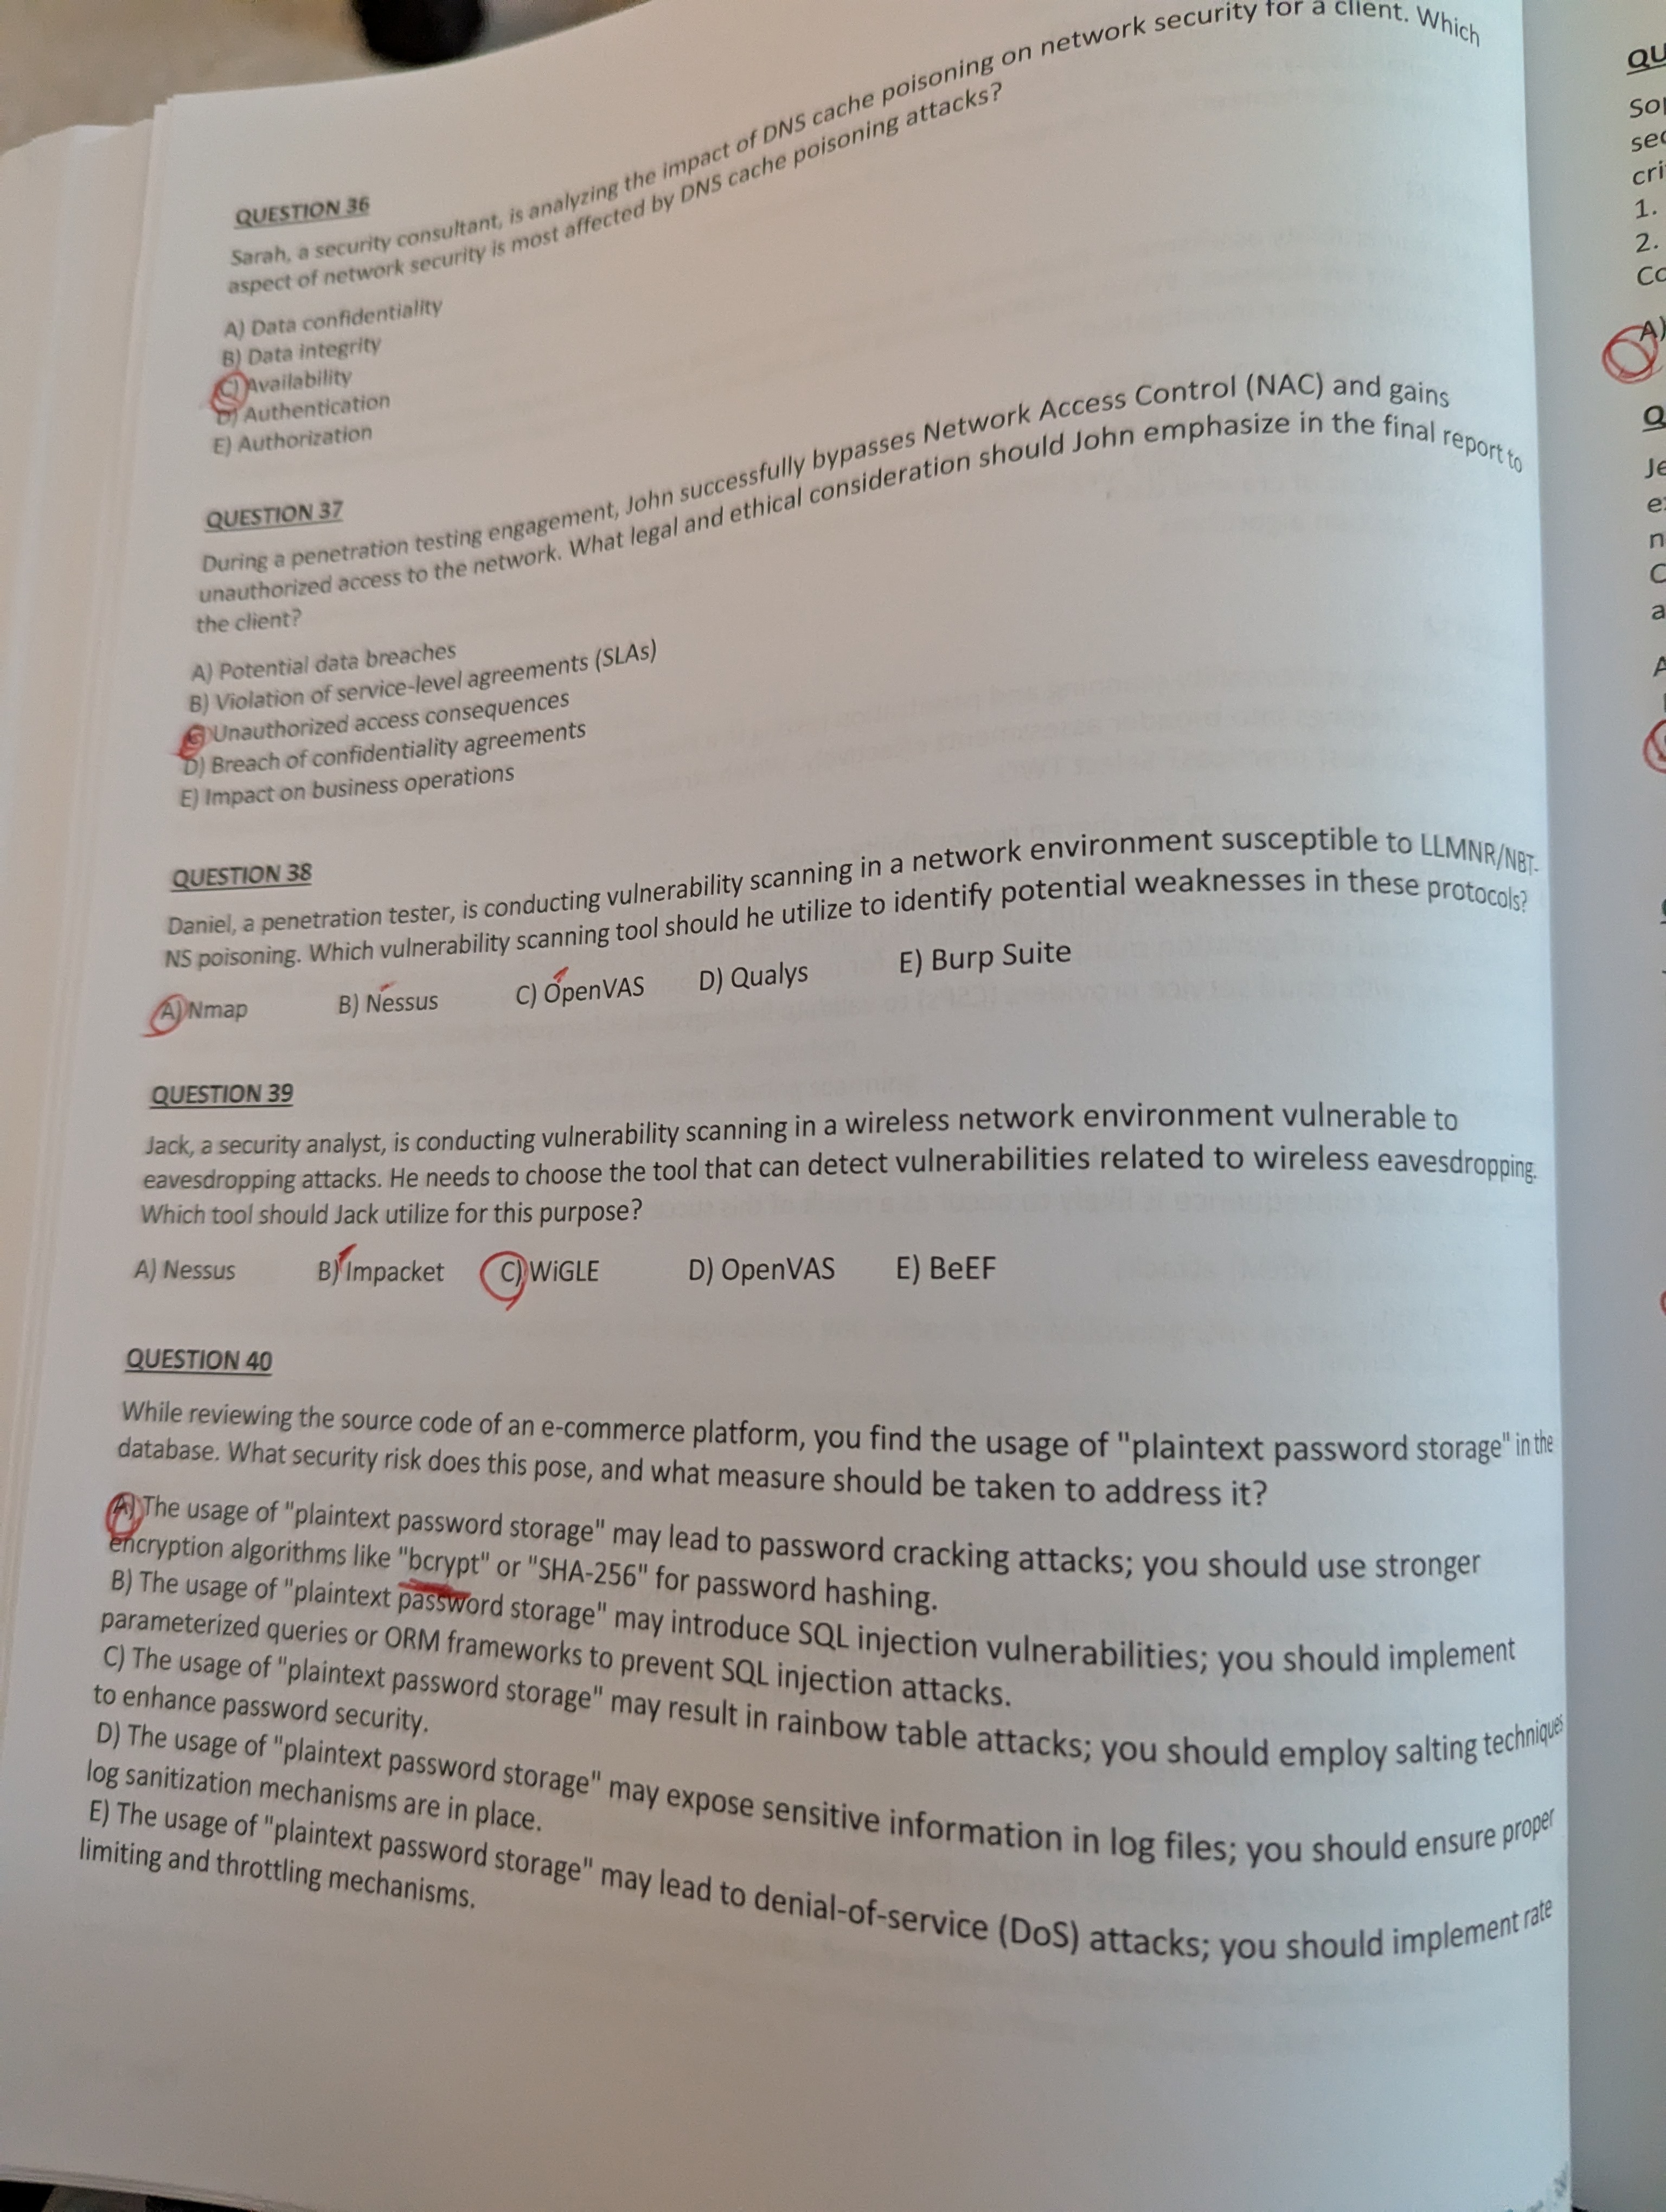 QUESTION 36
Sarah, a security consultant, is analyzing the impact of DNS cache poisoning on network security for a client. Which
aspect of network security is most affected by DNS cache poisoning attacks?
A) Data confidentiality
B) Data integrity
C) Availability
D) Authentication
E) Authorization
QUESTION 37
During a penetration testing engagement, John successfully bypasses Network Access Control (NAC) and gains
unauthorized access to the network. What legal and ethical consideration should John emphasize in the final report to
the client?
A) Potential data breaches
B) Violation of service-level agreements (SLAs)
C) Unauthorized access consequences
D) Breach of confidentiality agreements
E) Impact on business operations
QUESTION 38
Daniel, a penetration tester, is conducting vulnerability scanning in a network environment susceptible to LLMNR/NBT-
NS poisoning. Which vulnerability scanning tool should he utilize to identify potential weaknesses in these protocols?
A) Nmap B) Nessus C) OpenVAS D) Qualys E) Burp Suite
QUESTION 39
Jack, a security analyst, is conducting vulnerability scanning in a wireless network environment vulnerable to
eavesdropping attacks. He needs to choose the tool that can detect vulnerabilities related to wireless eavesdropping.
Which tool should Jack utilize for this purpose?
A) Nessus B) Impacket C) WiGLE D) OpenVAS E) BeEF
QUESTION 40
While reviewing the source code of an e-commerce platform, you find the usage of "plaintext password storage" in the
database. What security risk does this pose, and what measure should be taken to address it?
A) The usage of "plaintext password storage" may lead to password cracking attacks; you should use stronger
encryption algorithms like "bcrypt" or "SHA-256" for password hashing.
B) The usage of "plaintext password storage" may introduce SQL injection vulnerabilities; you should implement
parameterized queries or ORM frameworks to prevent SQL injection attacks.
C) The usage of "plaintext password storage" may result in rainbow table attacks; you should employ salting techniques
to enhance password security.
D) The usage of "plaintext password storage" may expose sensitive information in log files; you should ensure proper
log sanitization mechanisms are in place.
E) The usage of "plaintext password storage" may lead to denial-of-service (DoS) attacks; you should implement rate
limiting and throttling mechanisms.
1.
2.
A)